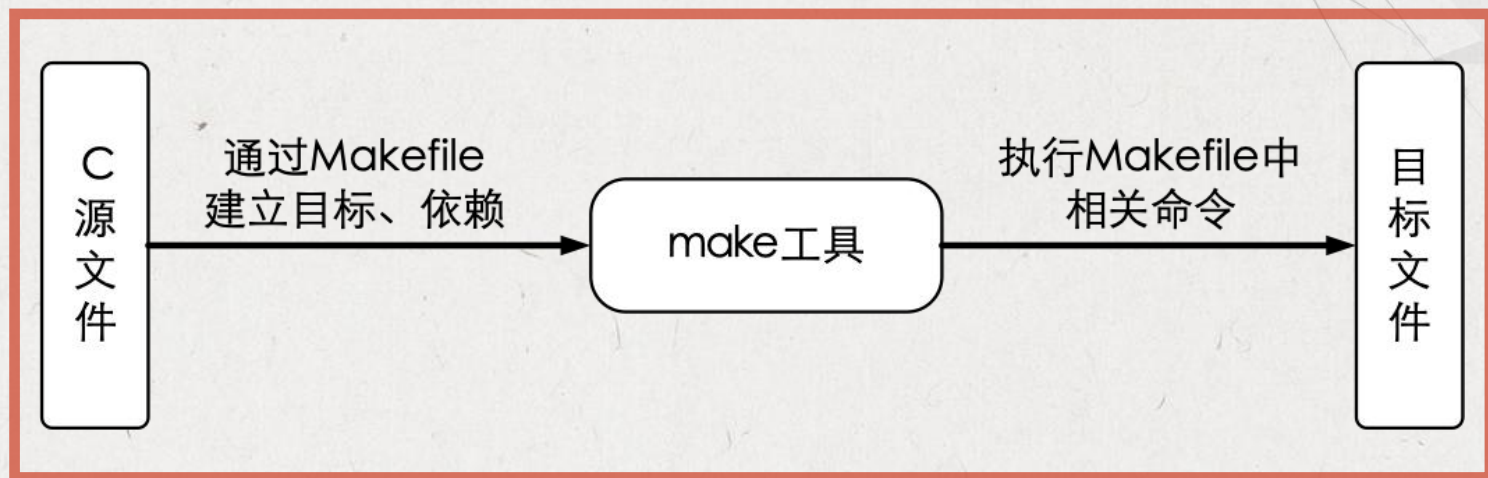 C
源
文
件
通过Makefile
建立目标、依赖
make工具
执行Makefile中
相关命令
目
标
文
件